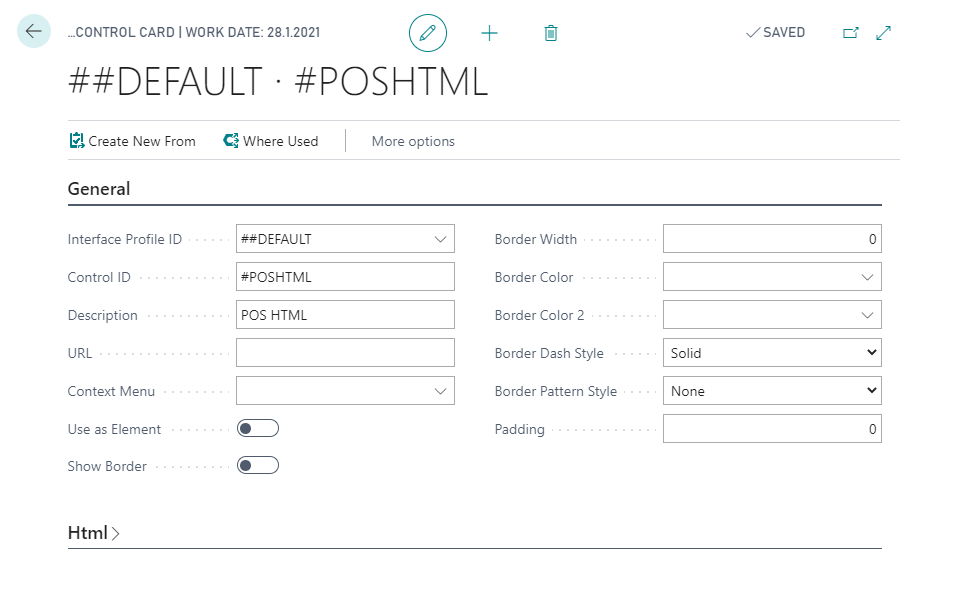 ...CONTROL CARD | WORK DATE: 28.1.2021
SAVED
##DEFAULT · #POSHTML
Create New From
Where Used
More options
General
Interface Profile ID
##DEFAULT
Border Width
0
Control ID
#POSHTML
Border Color
Description
POS HTML
Border Color 2
URL
Border Dash Style
Solid
Context Menu
Border Pattern Style
None
Use as Element
Padding
0
Show Border
Html